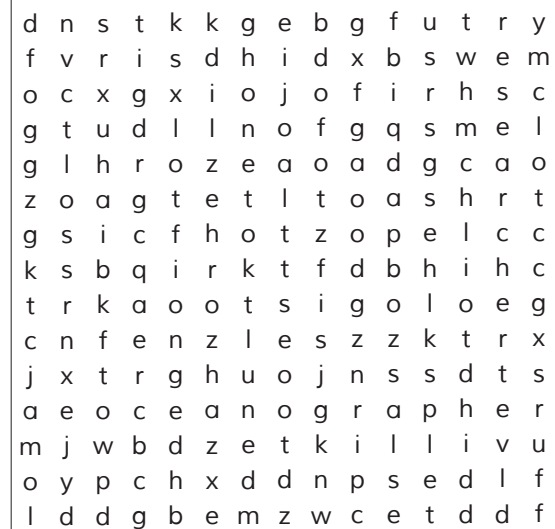 d n s t k k g e b g f u t r y
f v r i s d h i d x b s w e m
o c x g x i o j o f i r h s c
g t u d l l n o f g q s m e l
g l h r o z e a o a d g c a o
z o a g t e t l t o a s h r t
g s i c f h o t z o p e l c c
k s b q i r k t f d b h i h c
t r k a o o t s i g o l o e g
c n f e n z l e s z z k t r x
j x t r g h u o j n s s d t s
a e o c e a n o g r a p h e r
m j w b d z e t k i l l i v u
o y p c h x d d n p s e d l f
l d d g b e m z w c e t d d f